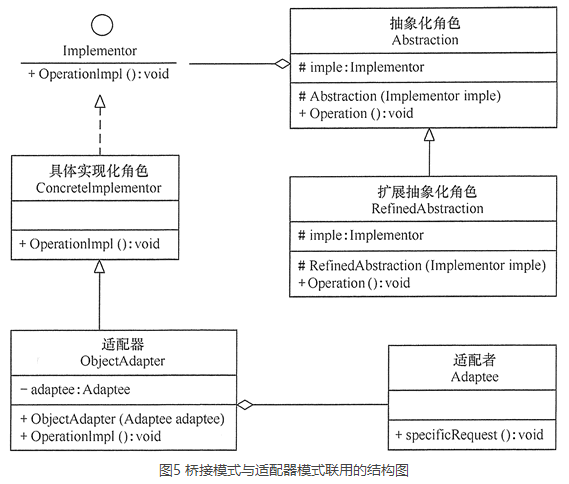 Implementor
+ OperationImpl ():void
抽象化角色
Abstraction
# imple:Implementor
# Abstraction (Implementor imple)
+ Operation ():void
具体实现化角色
ConcreteImplementor
+ OperationImpl ():void
扩展抽象化角色
RefinedAbstraction
# imple:Implementor
# RefinedAbstraction (Implementor imple)
+ Operation ():void
适配器
ObjectAdapter
− adaptee:Adaptee
+ ObjectAdapter (Adaptee adaptee)
+ OperationImpl ():void
适配者
Adaptee
+ specificRequest ():void
图5 桥接模式与适配器模式联用的结构图